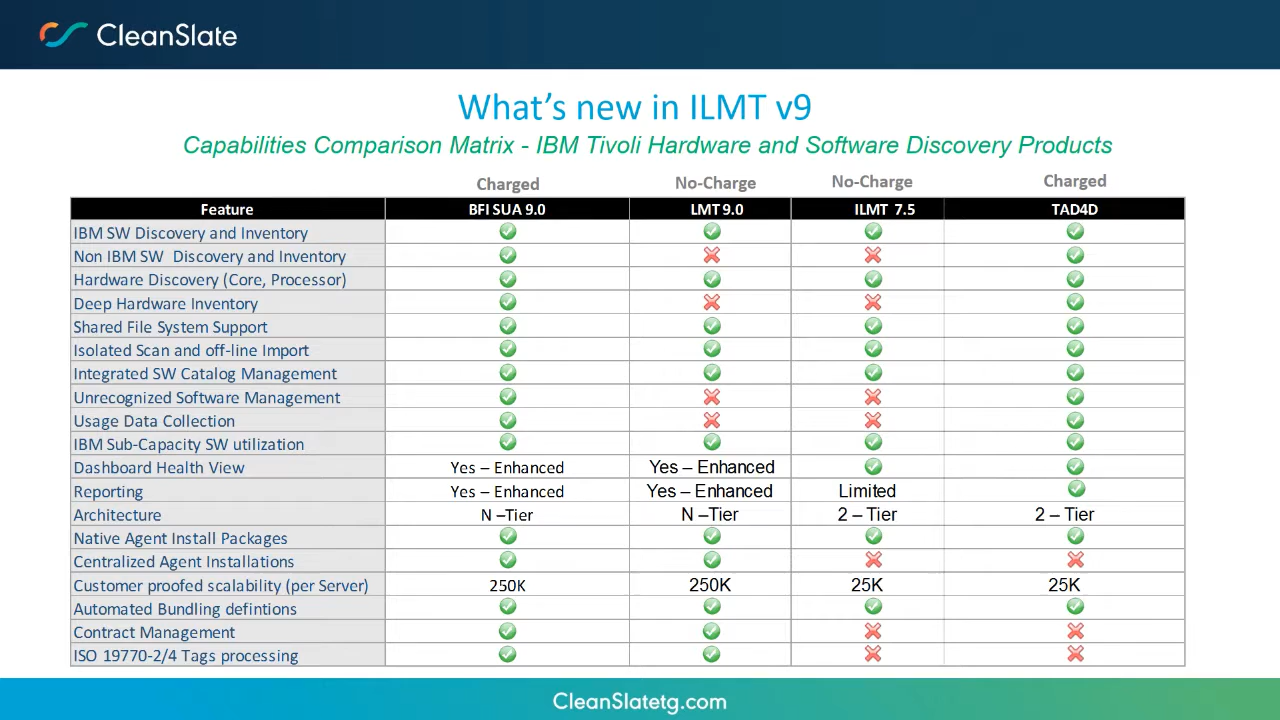 CleanSlate
What's new in ILMT v9
Capabilities Comparison Matrix - IBM Tivoli Hardware and Software Discovery Products
Charged No-Charge No-Charge Charged
Feature BFI SUA 9.0 LMT 9.0 ILMT 7.5 TAD4D
IBM SW Discovery and Inventory
Non IBM SW Discovery and Inventory
Hardware Discovery (Core, Processor)
Deep Hardware Inventory
Shared File System Support
Isolated Scan and off-line Import
Integrated SW Catalog Management
Unrecognized Software Management
Usage Data Collection
IBM Sub-Capacity SW utilization
Dashboard Health View Yes – Enhanced Yes – Enhanced
Reporting Yes – Enhanced Yes – Enhanced Limited
Architecture N –Tier N –Tier 2 – Tier 2 – Tier
Native Agent Install Packages
Centralized Agent Installations
Customer proofed scalability (per Server) 250K 250K 25K 25K
Automated Bundling defintions
Contract Management
ISO 19770-2/4 Tags processing
CleanSlatetg.com